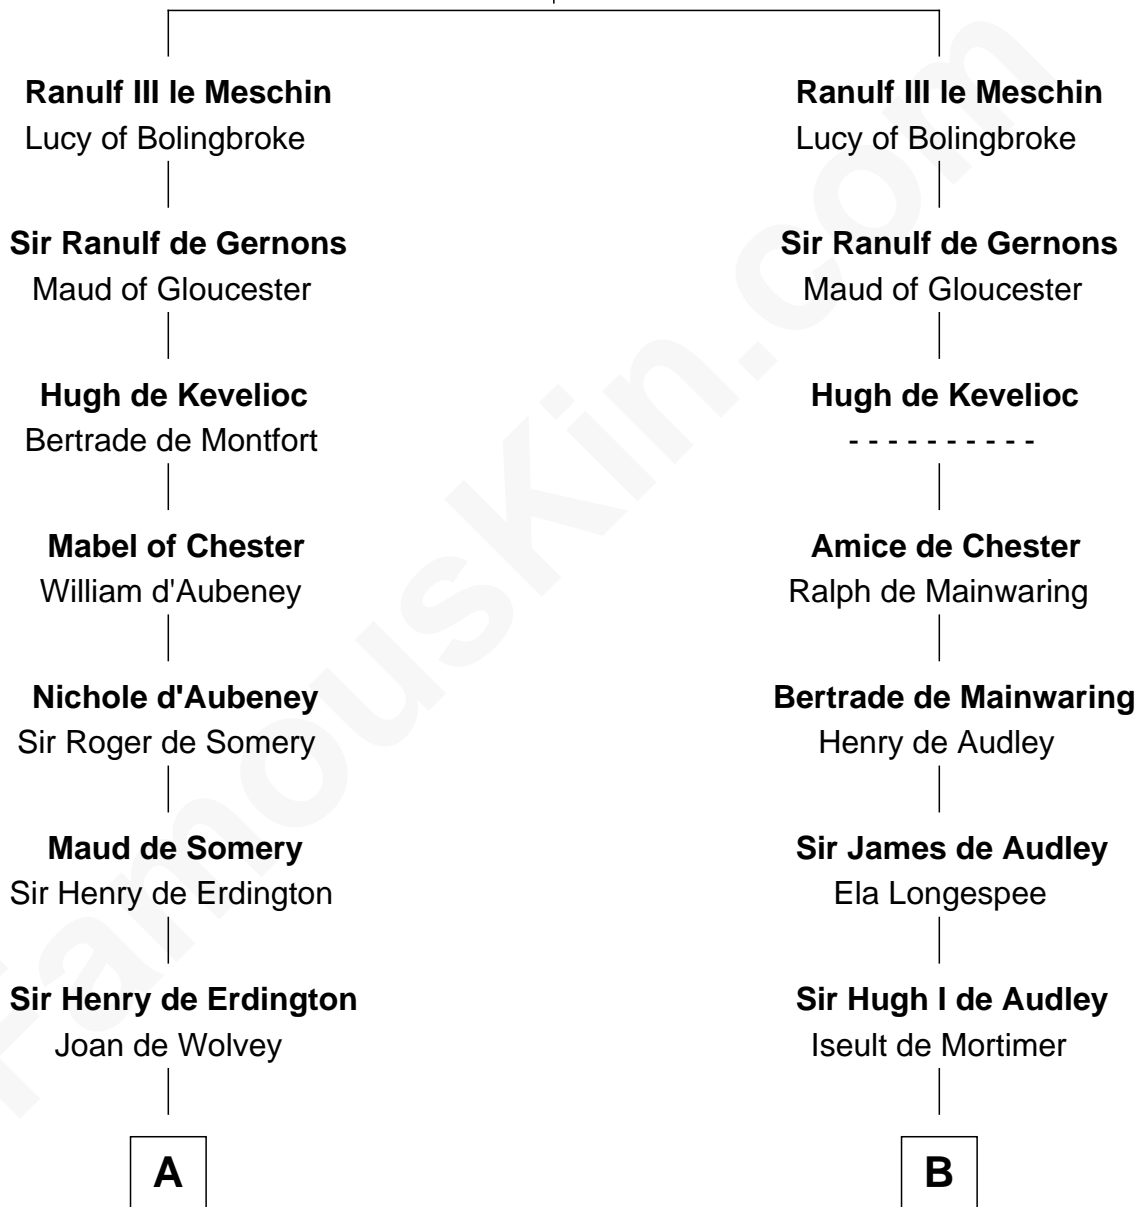 Ranulf III le Meschin
Lucy of Bolingbroke
Sir Ranulf de Gernons
Maud of Gloucester
Hugh de Kevelioc
Bertrade de Montfort
Mabel of Chester
William d'Aubeney
Nichole d'Aubeney
Sir Roger de Somery
Maud de Somery
Sir Henry de Erdington
Sir Henry de Erdington
Joan de Wolvey
A
Ranulf III le Meschin
Lucy of Bolingbroke
Sir Ranulf de Gernons
Maud of Gloucester
Hugh de Kevelioc
- - - - - - - - - -
Amice de Chester
Ralph de Mainwaring
Bertrade de Mainwaring
Henry de Audley
Sir James de Audley
Ela Longespee
Sir Hugh I de Audley
Iseult de Mortimer
B
FamousKin.com